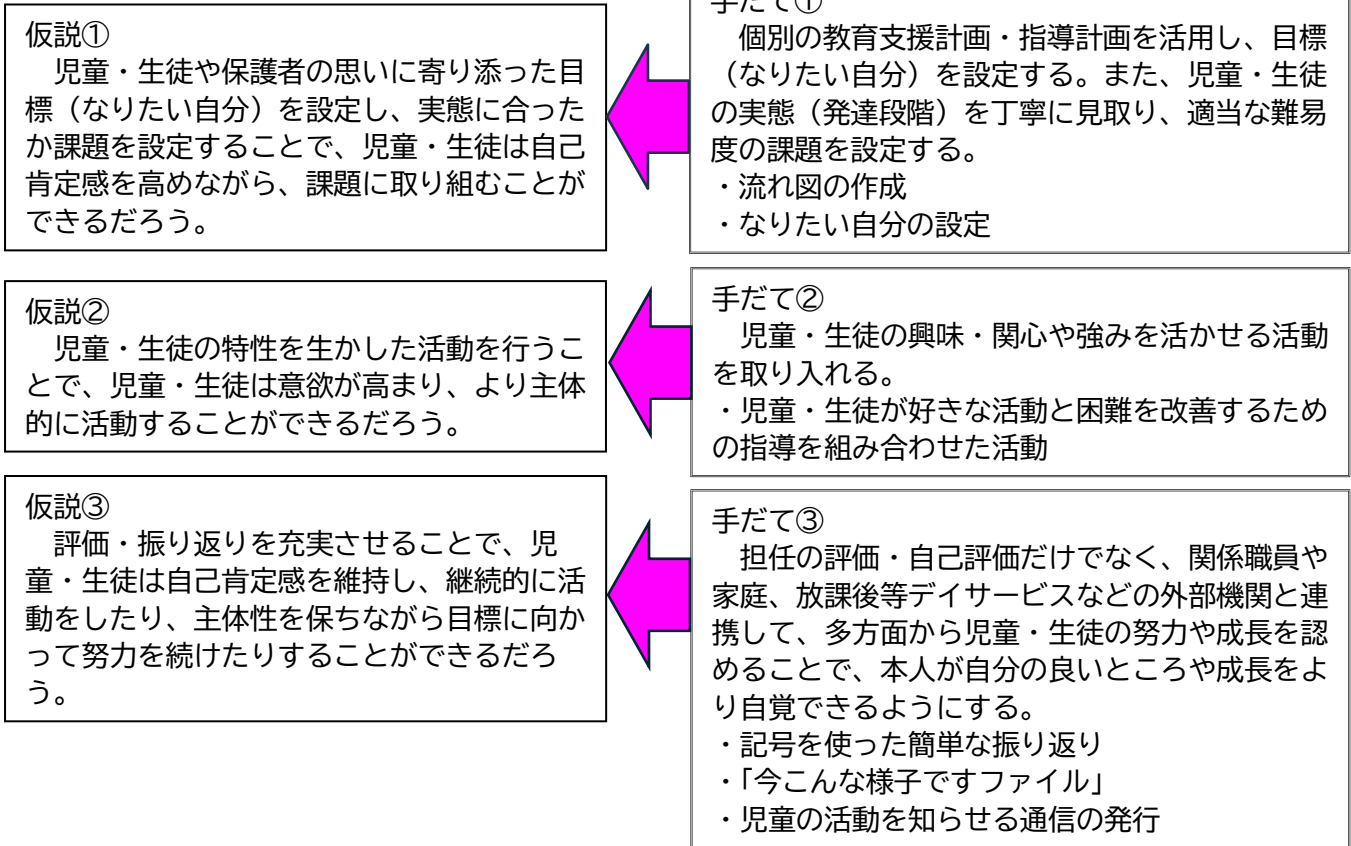 仮説①
児童・生徒や保護者の思いに寄り添った目
標（なりたい自分）を設定し、実態に合った
か課題を設定することで、児童・生徒は自己
肯定感を高めながら、課題に取り組むことが
できるだろう。
手だて①
個別の教育支援計画・指導計画を活用し、目標
（なりたい自分）を設定する。また、児童・生徒
の実態（発達段階）を丁寧に見取り、適当な難易
度の課題を設定する。
・流れ図の作成
・なりたい自分の設定
仮説②
児童・生徒の特性を生かした活動を行うこ
とで、児童・生徒は意欲が高まり、より主体
的に活動することができるだろう。
手だて②
児童・生徒の興味・関心や強みを活かせる活動
を取り入れる。
・児童・生徒が好きな活動と困難を改善するため
の指導を組み合わせた活動
仮説③
評価・振り返りを充実させることで、児
童・生徒は自己肯定感を維持し、継続的に活
動をしたり、主体性を保ちながら目標に向か
って努力を続けたりすることができるだろ
う。
手だて③
担任の評価・自己評価だけでなく、関係職員や
家庭、放課後等デイサービスなどの外部機関と連
携して、多方面から児童・生徒の努力や成長を認
めることで、本人が自分の良いところや成長をよ
り自覚できるようにする。
・記号を使った簡単な振り返り
・「今こんな様子ですファイル」
・児童の活動を知らせる通信の発行